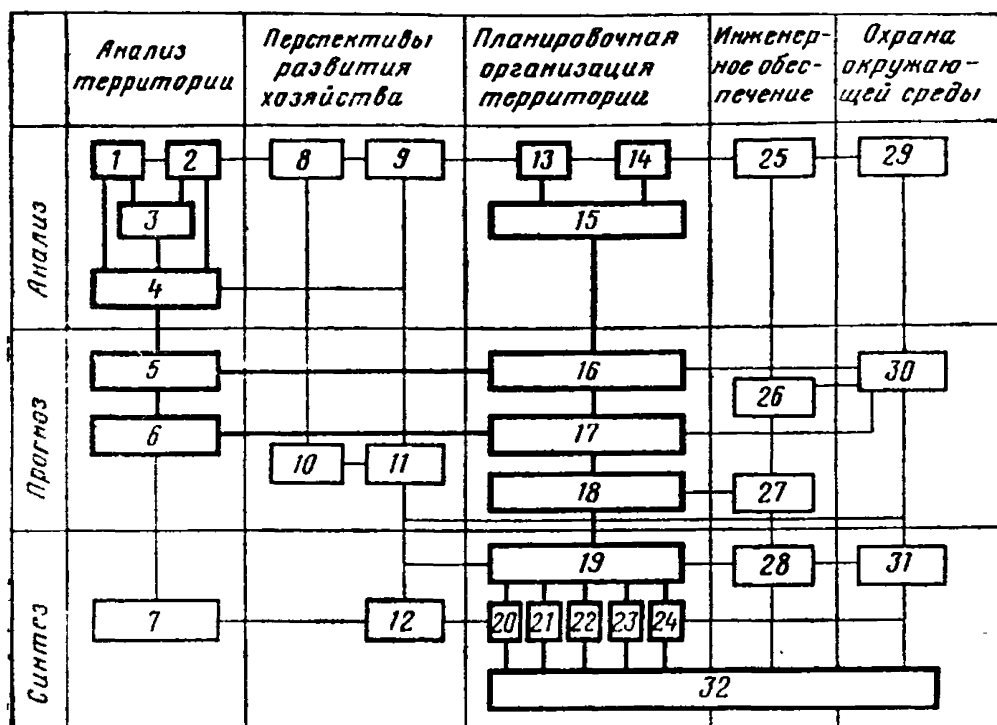 Анализ
территории
Перспективы
развития
хозяйства
Планировочная
организация
территории
Инженер-
ное обес-
печение
Охрана
окружаю-
щей среды
Анализ
1 2 8 9 13 14 25 29
3 15
4
Прогноз
5 16 30
26
6 17
10 11
18 27
Синтез
19 28 31
7 12 20 21 22 23 24
32